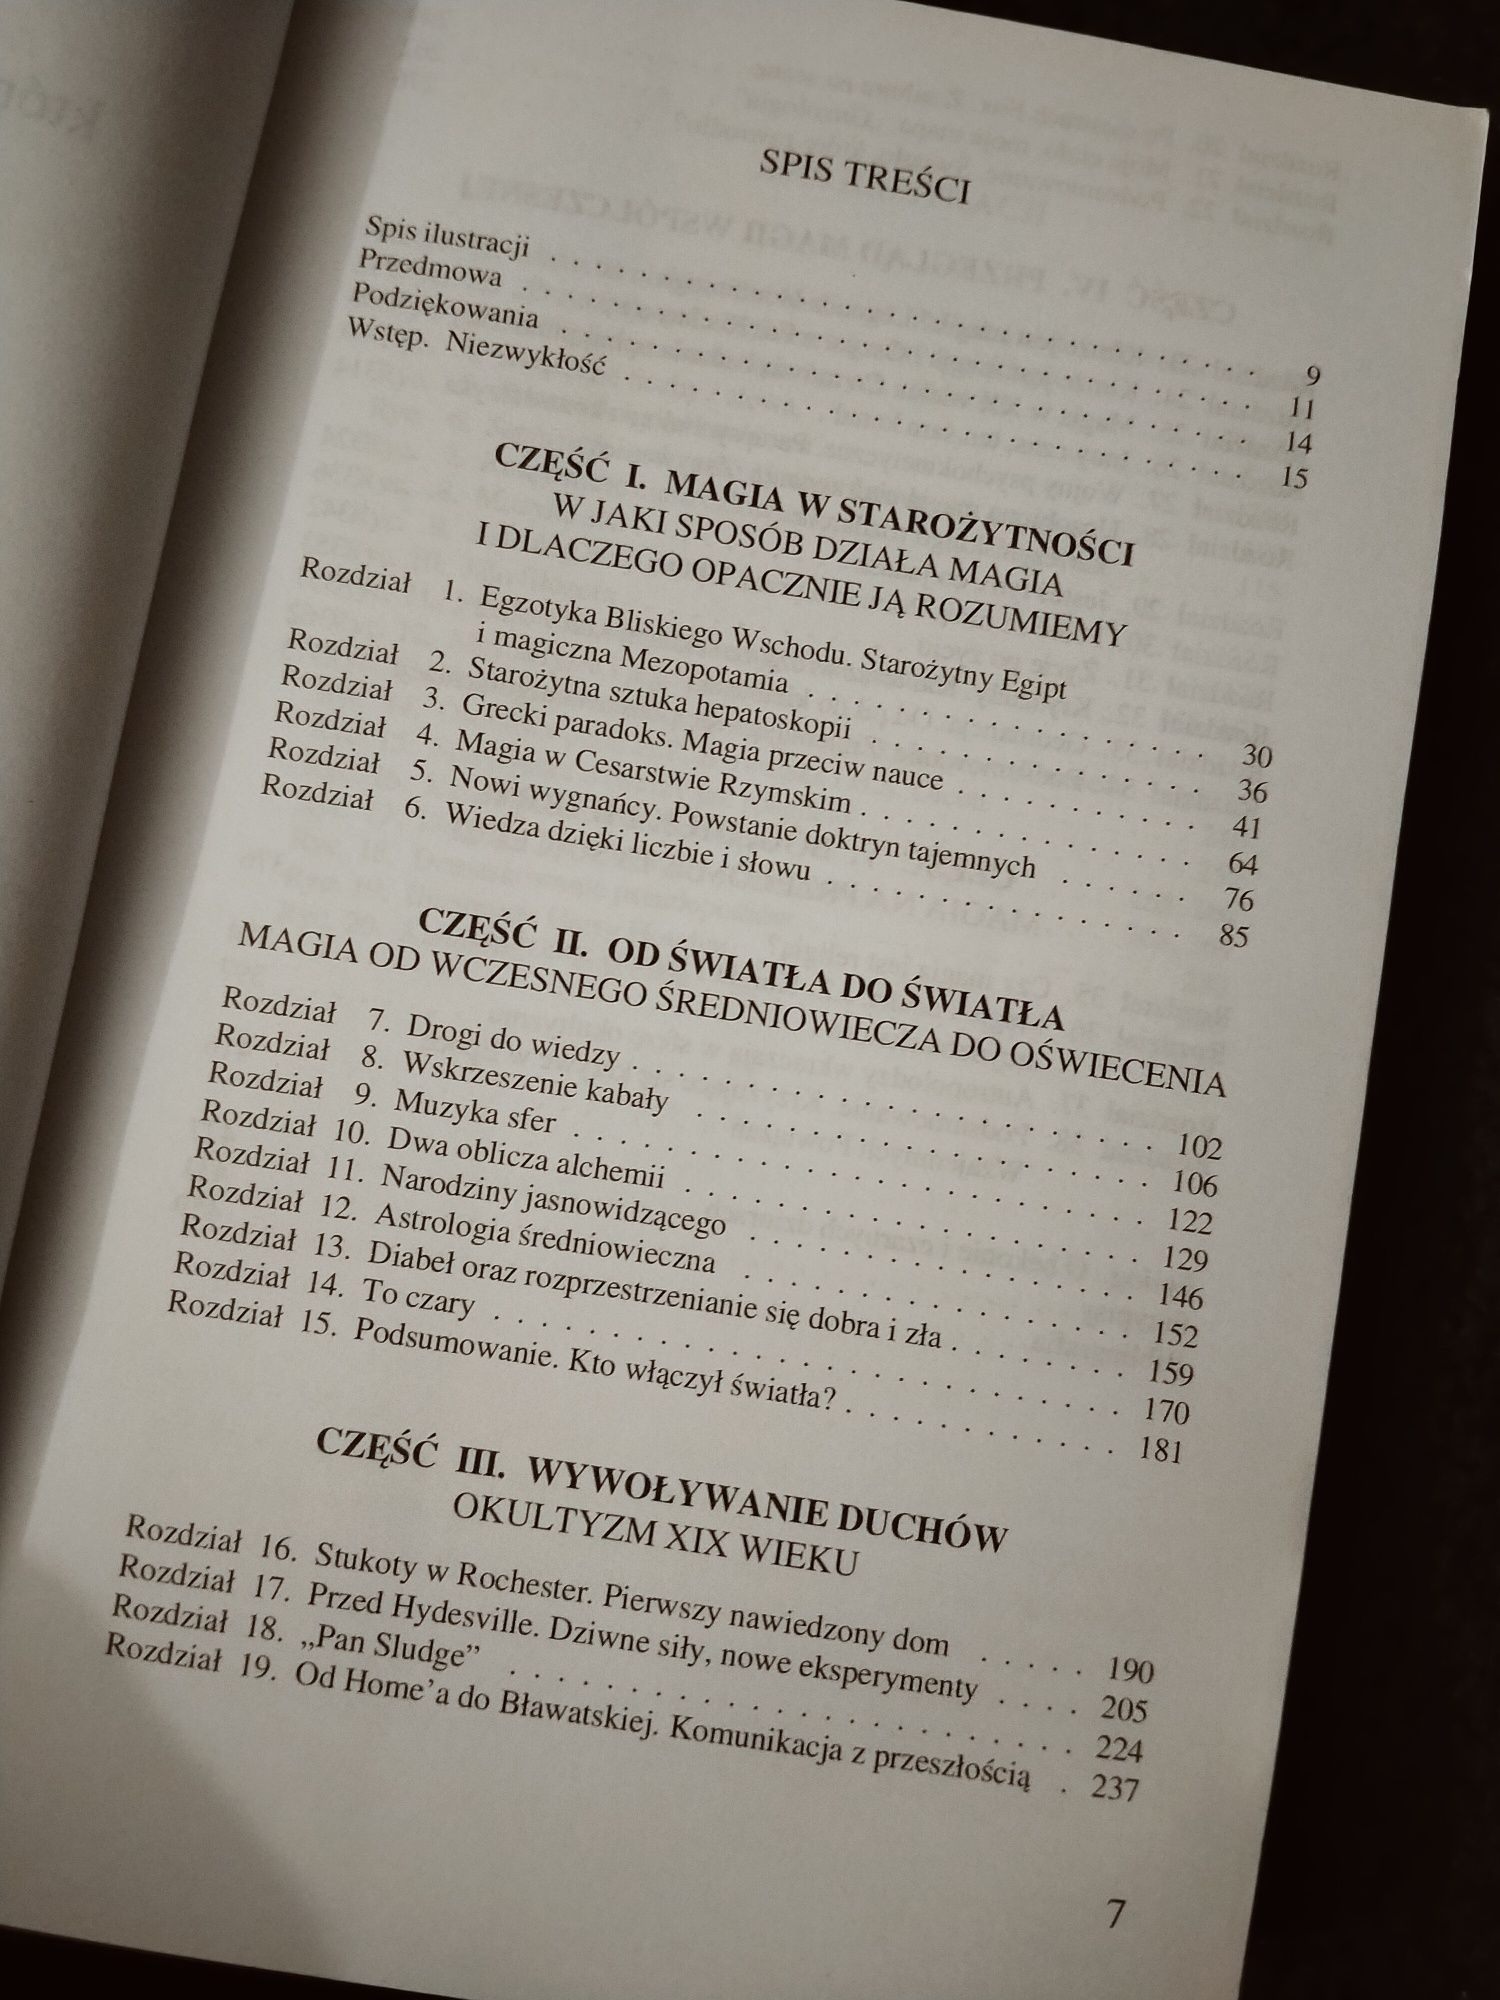 SPIS TREŚCI
Spis ilustracji . . . . . . . . . . . . . . . . . . . . . . . . . 9
Przedmowa . . . . . . . . . . . . . . . . . . . . . . . . . . 11
Podziękowania . . . . . . . . . . . . . . . . . . . . . . . . 14
Wstęp. Niezwykłość . . . . . . . . . . . . . . . . . . . . . 15
CZĘŚĆ I. MAGIA W STAROŻYTNOŚCI
W JAKI SPOSÓB DZIAŁA MAGIA
I DLACZEGO OPACZNIE JĄ ROZUMIEMY
Rozdział 1. Egzotyka Bliskiego Wschodu. Starożytny Egipt
i magiczna Mezopotamia . . . . . . . . . . . . . . 30
Rozdział 2. Starożytna sztuka hepatoskopii . . . . . . . . . . . . 36
Rozdział 3. Grecki paradoks. Magia przeciw nauce . . . . . . . . . 41
Rozdział 4. Magia w Cesarstwie Rzymskim . . . . . . . . . . . . 64
Rozdział 5. Nowi wygnańcy. Powstanie doktryn tajemnych . . . . . . 76
Rozdział 6. Wiedza dzięki liczbie i słowu . . . . . . . . . . . . . 85
CZĘŚĆ II. OD ŚWIATŁA DO ŚWIATŁA
MAGIA OD WCZESNEGO ŚREDNIOWIECZA DO OŚWIECENIA
Rozdział 7. Drogi do wiedzy . . . . . . . . . . . . . . . . . . . 102
Rozdział 8. Wskrzeszenie kabały . . . . . . . . . . . . . . . . . 106
Rozdział 9. Muzyka sfer . . . . . . . . . . . . . . . . . . . . . 122
Rozdział 10. Dwa oblicza alchemii . . . . . . . . . . . . . . . . 129
Rozdział 11. Narodziny jasnowidzącego . . . . . . . . . . . . . . 146
Rozdział 12. Astrologia średniowieczna . . . . . . . . . . . . . . 152
Rozdział 13. Diabeł oraz rozprzestrzenianie się dobra i zła . . . . . . . 159
Rozdział 14. To czary . . . . . . . . . . . . . . . . . . . . . . 170
Rozdział 15. Podsumowanie. Kto włączył światła? . . . . . . . . . . 181
CZĘŚĆ III. WYWOŁYWANIE DUCHÓW
OKULTYZM XIX WIEKU
Rozdział 16. Stukoty w Rochester. Pierwszy nawiedzony dom . . . . . 190
Rozdział 17. Przed Hydesville. Dziwne siły, nowe eksperymenty . . . . 205
Rozdział 18. „Pan Sludge” . . . . . . . . . . . . . . . . . . . . 224
Rozdział 19. Od Home’a do Bławatskiej. Komunikacja z przeszłością . 237
7